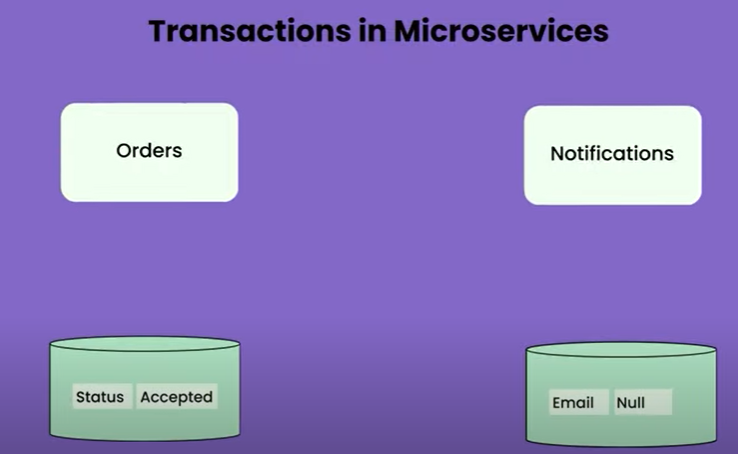 Transactions in Microservices
Orders
Notifications
Status Accepted
Email Null